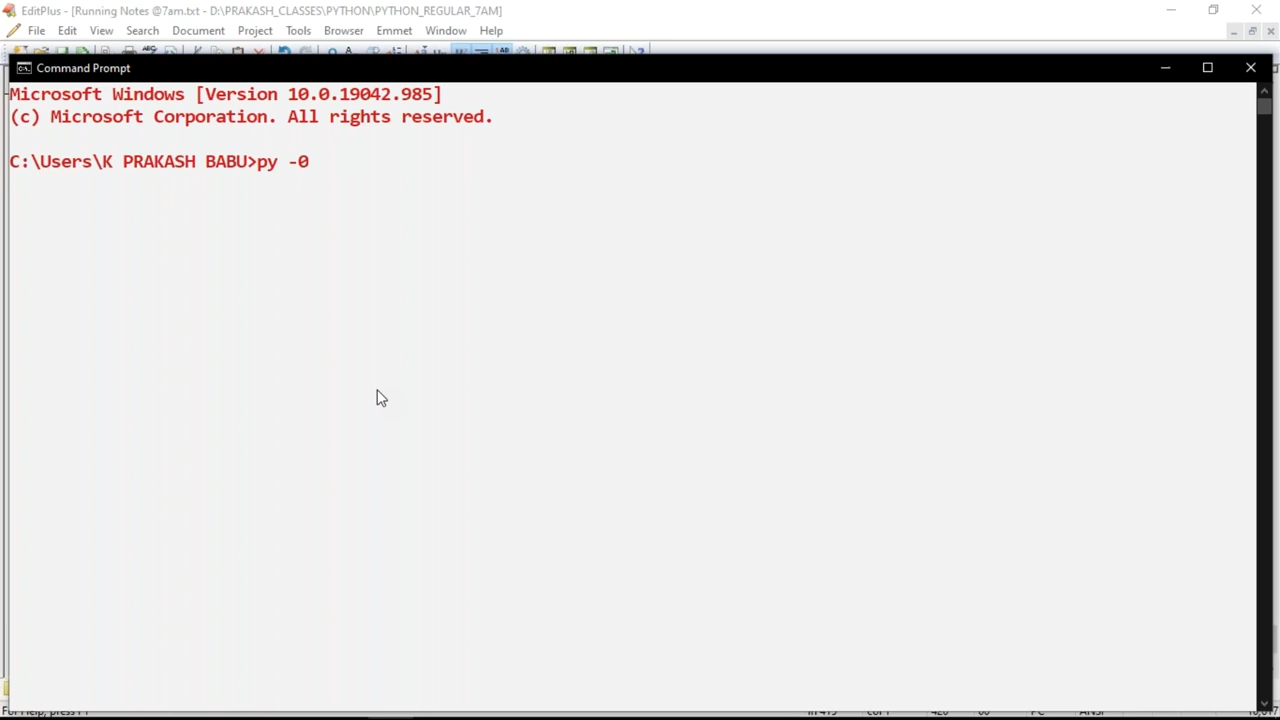 EditPlus - [Running Notes @7am.txt - D:\PRAKASH_CLASSES\PYTHON\PYTHON_REGULAR_7AM]
File Edit View Search Document Project Tools Browser Emmet Window Help
Command Prompt
Microsoft Windows [Version 10.0.19042.985]
(c) Microsoft Corporation. All rights reserved.
C:\Users\K PRAKASH BABU>py -0